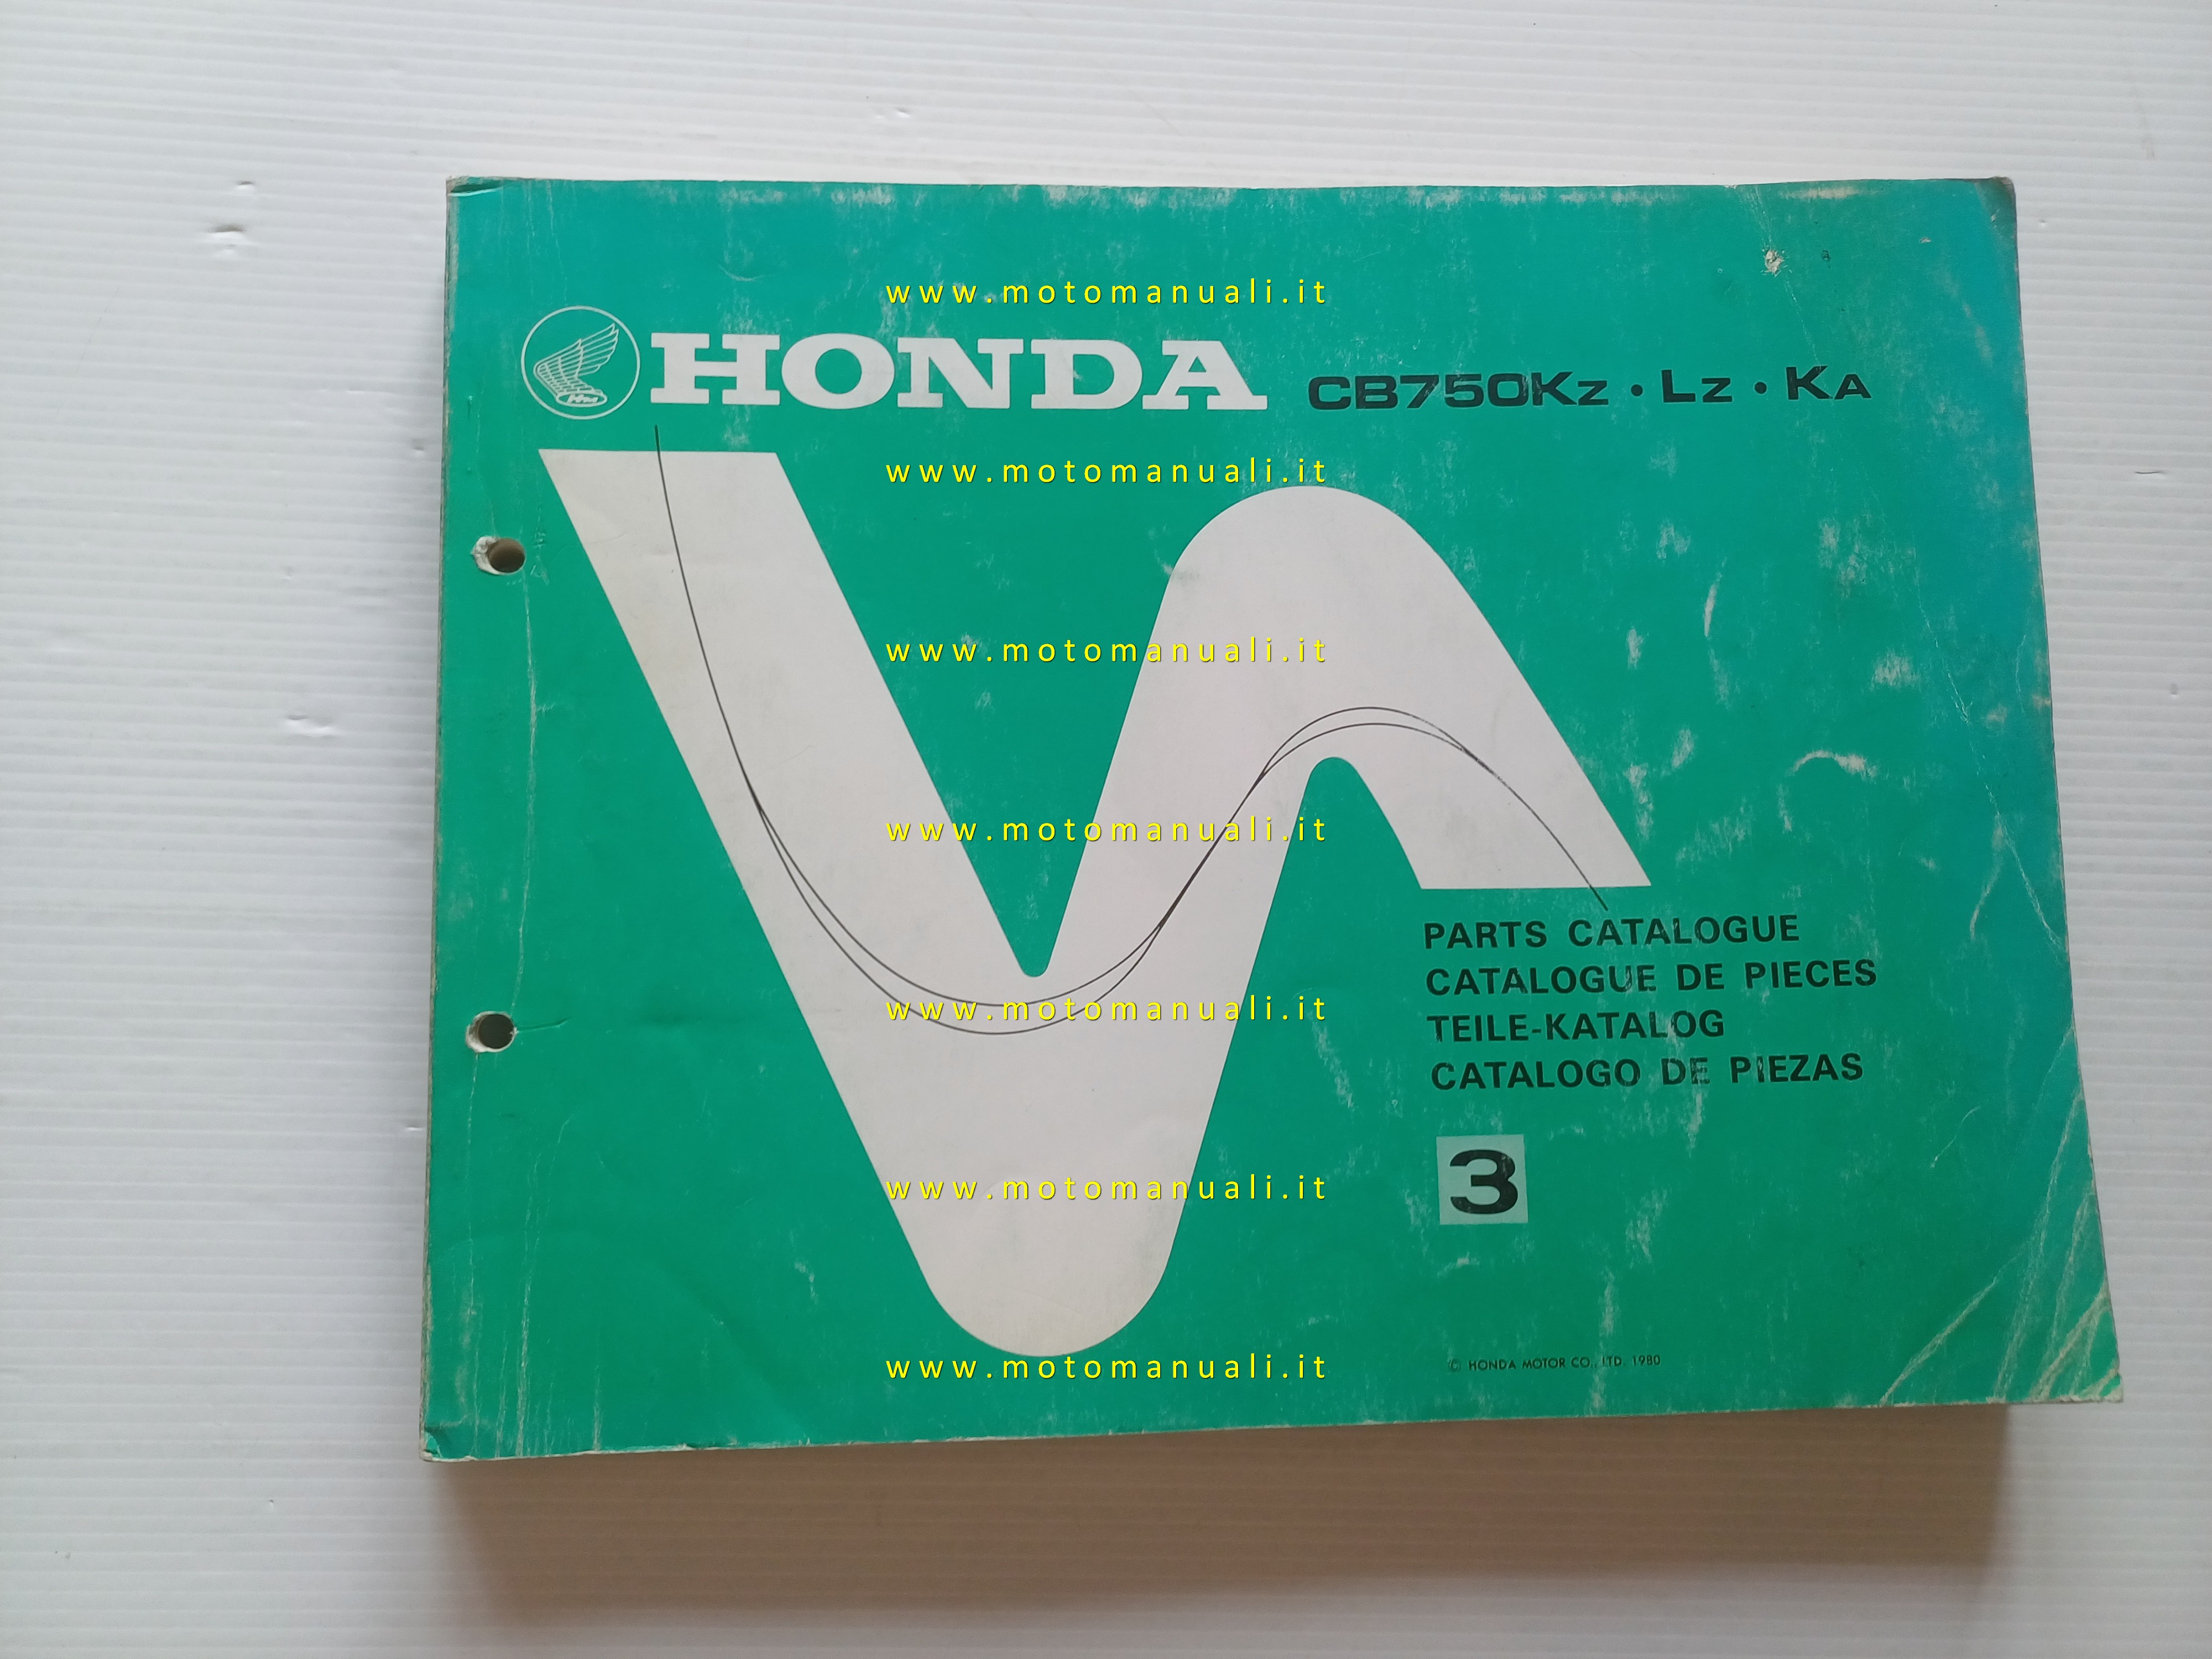 www.motomanuali.it
HM
HONDA CB750KZ • LZ • KA
www.motomanuali.it
www.motomanuali.it
www.motomanuali.it
PARTS CATALOGUE
CATALOGUE DE PIECES
www.motomanuali.it
TEILE-KATALOG
CATALOGO DE PIEZAS
3
www.motomanuali.it
© HONDA MOTOR CO., LTD. 1980
www.motomanuali.it